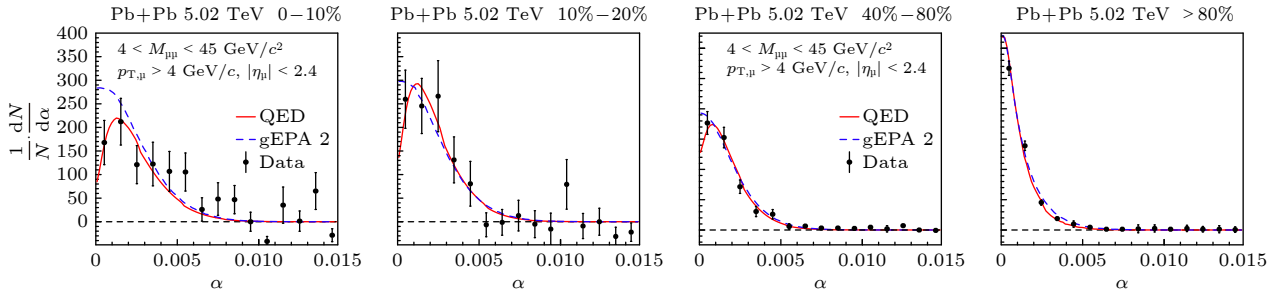 Pb+Pb 5.02 TeV 0−10%
Pb+Pb 5.02 TeV 10%−20%
Pb+Pb 5.02 TeV 40%−80%
Pb+Pb 5.02 TeV >80%
400
350
300
250
200
150
100
50
0
1/N · dN/dα
4 < Mμμ < 45 GeV/c²
pT,μ > 4 GeV/c, |ημ| < 2.4
QED
gEPA 2
Data
4 < Mμμ < 45 GeV/c²
pT,μ > 4 GeV/c, |ημ| < 2.4
QED
gEPA 2
Data
0 0.005 0.010 0.015
0 0.005 0.010 0.015
0 0.005 0.010 0.015
0 0.005 0.010 0.015
α
α
α
α